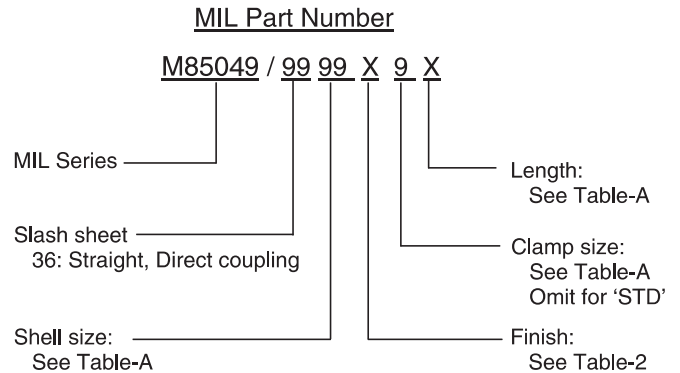 MIL Part Number
M85049 / 99 99 X 9 X
MIL Series
Slash sheet
36: Straight, Direct coupling
Shell size:
See Table-A
Length:
See Table-A
Clamp size:
See Table-A
Omit for 'STD'
Finish:
See Table-2